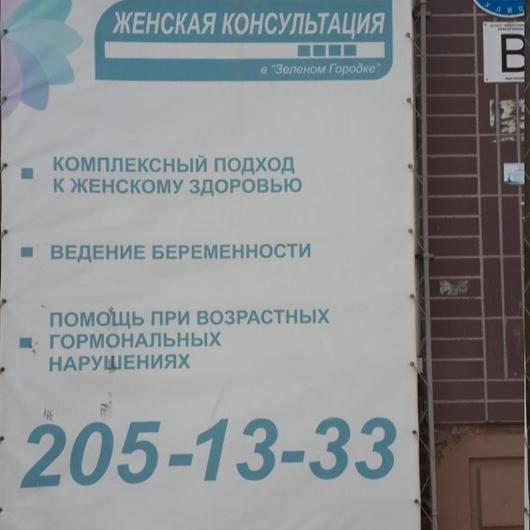 ЖЕНСКАЯ КОНСУЛЬТАЦИЯ
в "Зеленом Городке"
КОМПЛЕКСНЫЙ ПОДХОД
К ЖЕНСКОМУ ЗДОРОВЬЮ
ВЕДЕНИЕ БЕРЕМЕННОСТИ
ПОМОЩЬ ПРИ ВОЗРАСТНЫХ
ГОРМОНАЛЬНЫХ
НАРУШЕНИЯХ
205-13-33